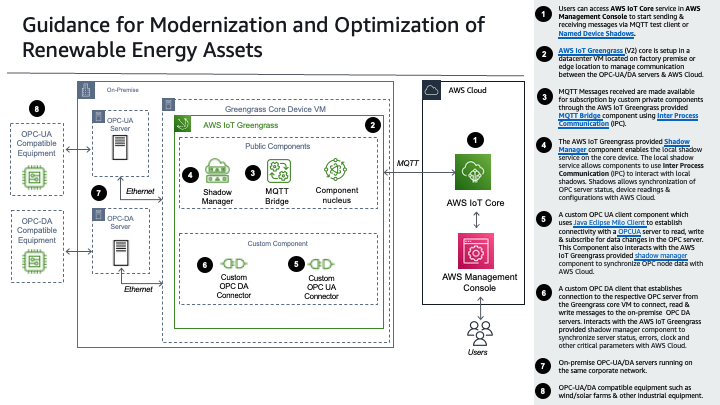 Guidance for Modernization and Optimization of
Renewable Energy Assets
8
OPC-UA
Compatible
Equipment
OPC-DA
Compatible
Equipment
On-Premise
OPC-UA
Server
7
Ethernet
OPC-DA
Server
Ethernet
Greengrass Core Device VM
AWS IoT Greengrass
2
Public Components
4
Shadow
Manager
3
MQTT
Bridge
Component
nucleus
Custom Component
6
Custom
OPC DA
Connector
5
Custom
OPC UA
Connector
MQTT
AWS Cloud
1
AWS IoT Core
AWS Management
Console
Users
1
Users can access AWS IoT Core service in AWS
Management Console to start sending &
receiving messages via MQTT test client or
Named Device Shadows.
2
AWS IoT Greengrass (V2) core is setup in a
datacenter VM located on factory premise or
edge location to manage communication
between the OPC-UA/DA servers & AWS Cloud.
3
MQTT Messages received are made available
for subscription by custom private components
through the AWS IoT Greengrass provided
MQTT Bridge component using Inter Process
Communication (IPC).
4
The AWS IoT Greengrass provided Shadow
Manager component enables the local shadow
service on the core device. The local shadow
service allows components to use Inter Process
Communication (IPC) to interact with local
shadows. Shadows allows synchronization of
OPC server status, device readings &
configurations with AWS Cloud.
5
A custom OPC UA client component which
uses Java Eclipse Milo Client to establish
connectivity with a OPCUA server to read, write
& subscribe for data changes in the OPC server.
This Component also interacts with the AWS
IoT Greengrass provided shadow manager
component to synchronize OPC node data with
AWS Cloud.
6
A custom OPC DA client that establishes
connection to the respective OPC server from
the Greengrass core VM to connect, read &
write messages to the on-premise OPC DA
servers. Interacts with the AWS IoT Greengrass
provided shadow manager component to
synchronize server status, errors, clock and
other critical parameters with AWS Cloud.
7
On-premise OPC-UA/DA servers running on
the same corporate network.
8
OPC-UA/DA compatible equipment such as
wind/solar farms & other industrial equipment.